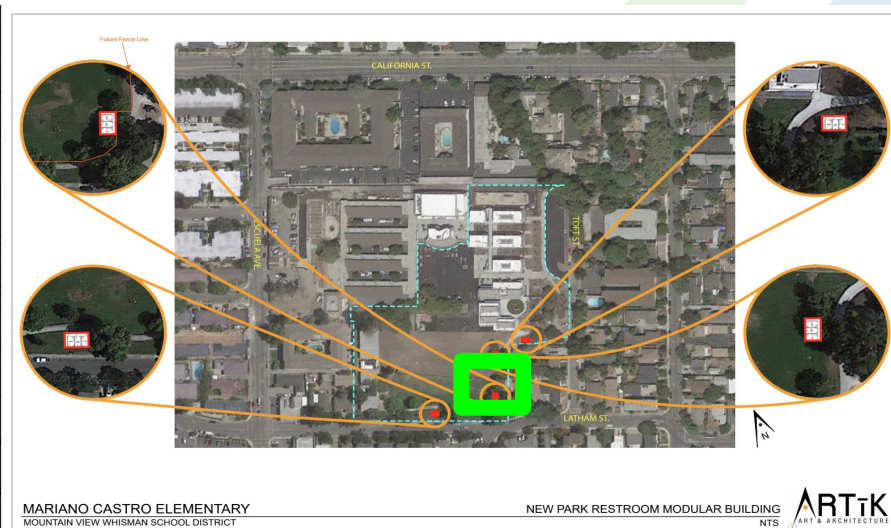 Future Fence Line
CALIFORNIA ST.
ESCUELA AVE.
TOFT ST.
LATHAM ST.
N
MARIANO CASTRO ELEMENTARY
MOUNTAIN VIEW WHISMAN SCHOOL DISTRICT
NEW PARK RESTROOM MODULAR BUILDING
NTS
ARTiK
ART & ARCHITECTURE